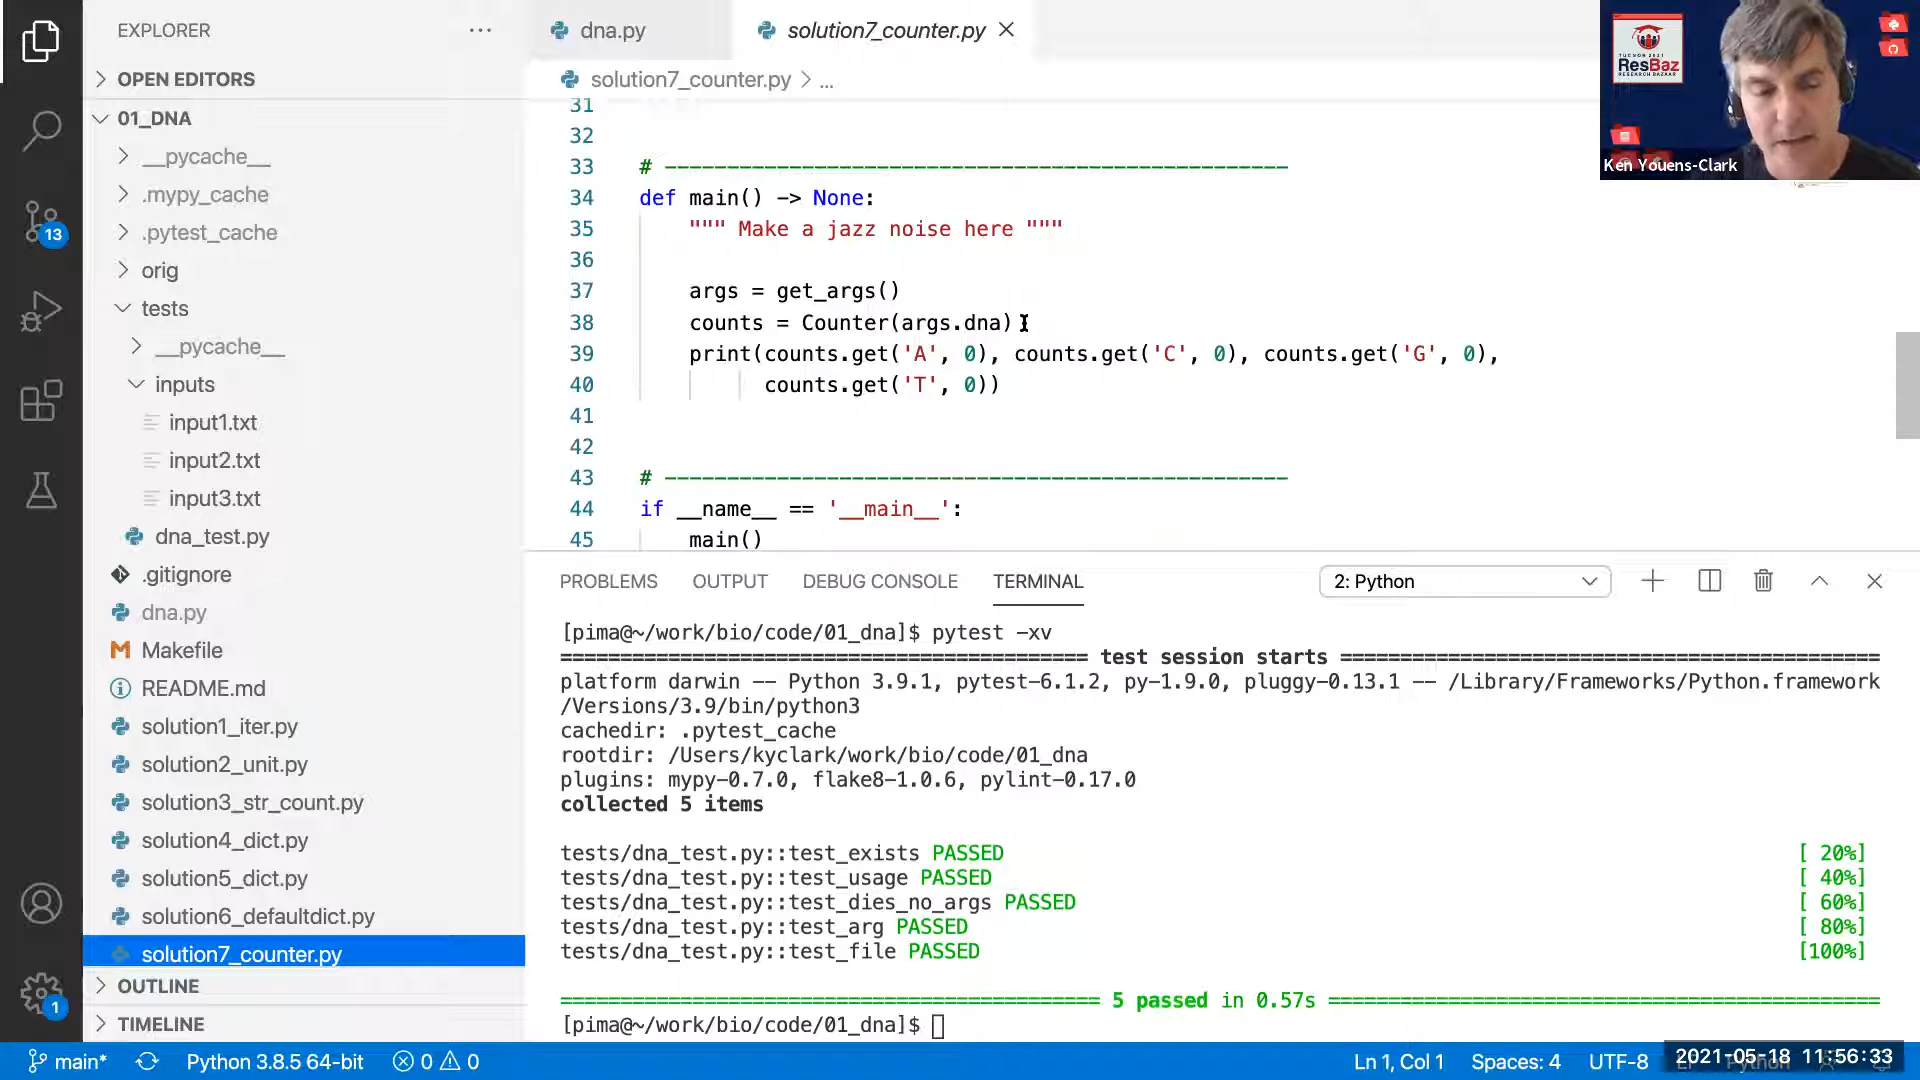 EXPLORER
OPEN EDITORS
01_DNA
__pycache__
.mypy_cache
.pytest_cache
orig
tests
__pycache__
inputs
input1.txt
input2.txt
input3.txt
dna_test.py
.gitignore
dna.py
Makefile
README.md
solution1_iter.py
solution2_unit.py
solution3_str_count.py
solution4_dict.py
solution5_dict.py
solution6_defaultdict.py
solution7_counter.py
OUTLINE
TIMELINE
13
1
dna.py
solution7_counter.py
solution7_counter.py > ...
31
32
33 # --------------------------------------------------
34 def main() -> None:
35 """ Make a jazz noise here """
36
37 args = get_args()
38 counts = Counter(args.dna)
39 print(counts.get('A', 0), counts.get('C', 0), counts.get('G', 0),
40 counts.get('T', 0))
41
42
43 # --------------------------------------------------
44 if __name__ == '__main__':
45 main()
TUCSON 2021
ResBaz
RESEARCH BAZAAR
Ken Youens-Clark
PROBLEMS OUTPUT DEBUG CONSOLE TERMINAL
2: Python
[pima@~/work/bio/code/01_dna]$ pytest -xv
============================================ test session starts =============================================
platform darwin -- Python 3.9.1, pytest-6.1.2, py-1.9.0, pluggy-0.13.1 -- /Library/Frameworks/Python.framework
/Versions/3.9/bin/python3
cachedir: .pytest_cache
rootdir: /Users/kyclark/work/bio/code/01_dna
plugins: mypy-0.7.0, flake8-1.0.6, pylint-0.17.0
collected 5 items
tests/dna_test.py::test_exists PASSED [ 20%]
tests/dna_test.py::test_usage PASSED [ 40%]
tests/dna_test.py::test_dies_no_args PASSED [ 60%]
tests/dna_test.py::test_arg PASSED [ 80%]
tests/dna_test.py::test_file PASSED [100%]
============================================= 5 passed in 0.57s ==============================================
[pima@~/work/bio/code/01_dna]$
main* Python 3.8.5 64-bit 0 0 Ln 1, Col 1 Spaces: 4 UTF-8 LF Python
2021-05-18 11:56:33